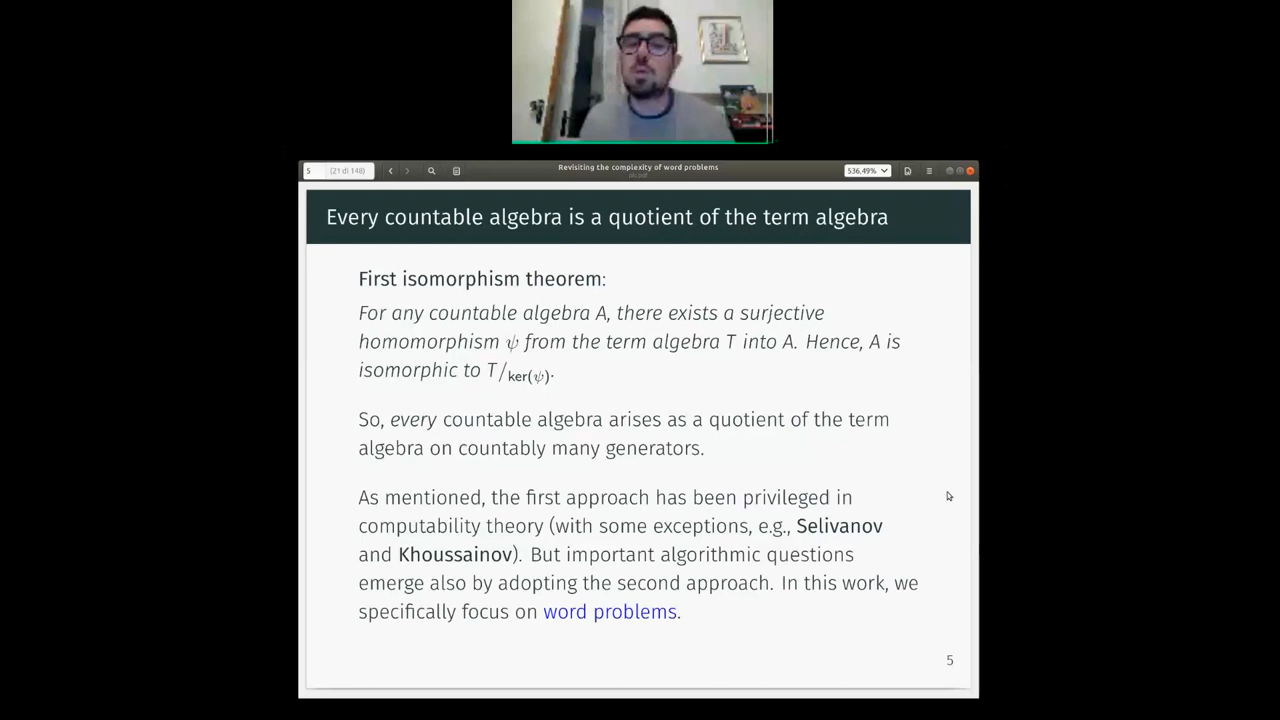 5 (21 di 148)
Revisiting the complexity of word problems
536,49%
Every countable algebra is a quotient of the term algebra
First isomorphism theorem:
For any countable algebra A, there exists a surjective
homomorphism ψ from the term algebra T into A. Hence, A is
isomorphic to T/ker(ψ).
So, every countable algebra arises as a quotient of the term
algebra on countably many generators.
As mentioned, the first approach has been privileged in
computability theory (with some exceptions, e.g., Selivanov
and Khoussainov). But important algorithmic questions
emerge also by adopting the second approach. In this work, we
specifically focus on word problems.
5